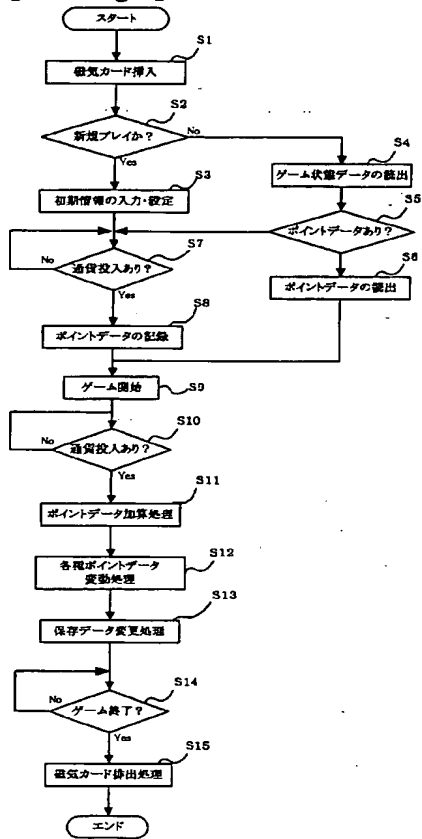 スタート
S1
磁気カード挿入
S2
新規プレイか？
No
Yes
S3
初期情報の入力・設定
S4
ゲーム状態データの読出
S5
ポイントデータあり？
S6
ポイントデータの読出
S7
通貨投入あり？
No
Yes
S8
ポイントデータの記録
ゲーム開始
S9
S10
通貨投入あり？
No
Yes
S11
ポイントデータ加算処理
S12
各種ポイントデータ
変動処理
S13
保存データ変更処理
S14
No
ゲーム終了？
Yes
S15
磁気カード排出処理
エンド